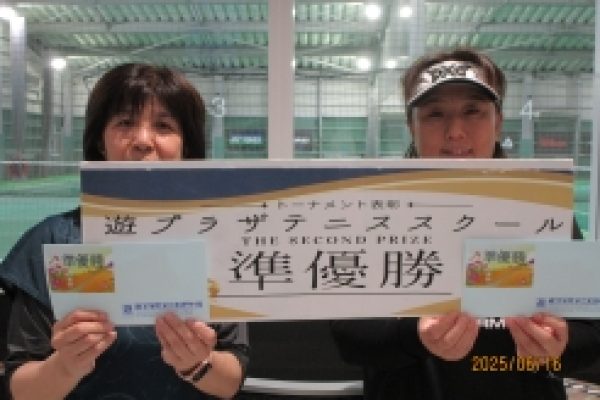 トーナメント表彰
遊プラザテニススクール
THE SECOND PRIZE
準優勝
準優勝
準優勝
3
4
2025/06/16